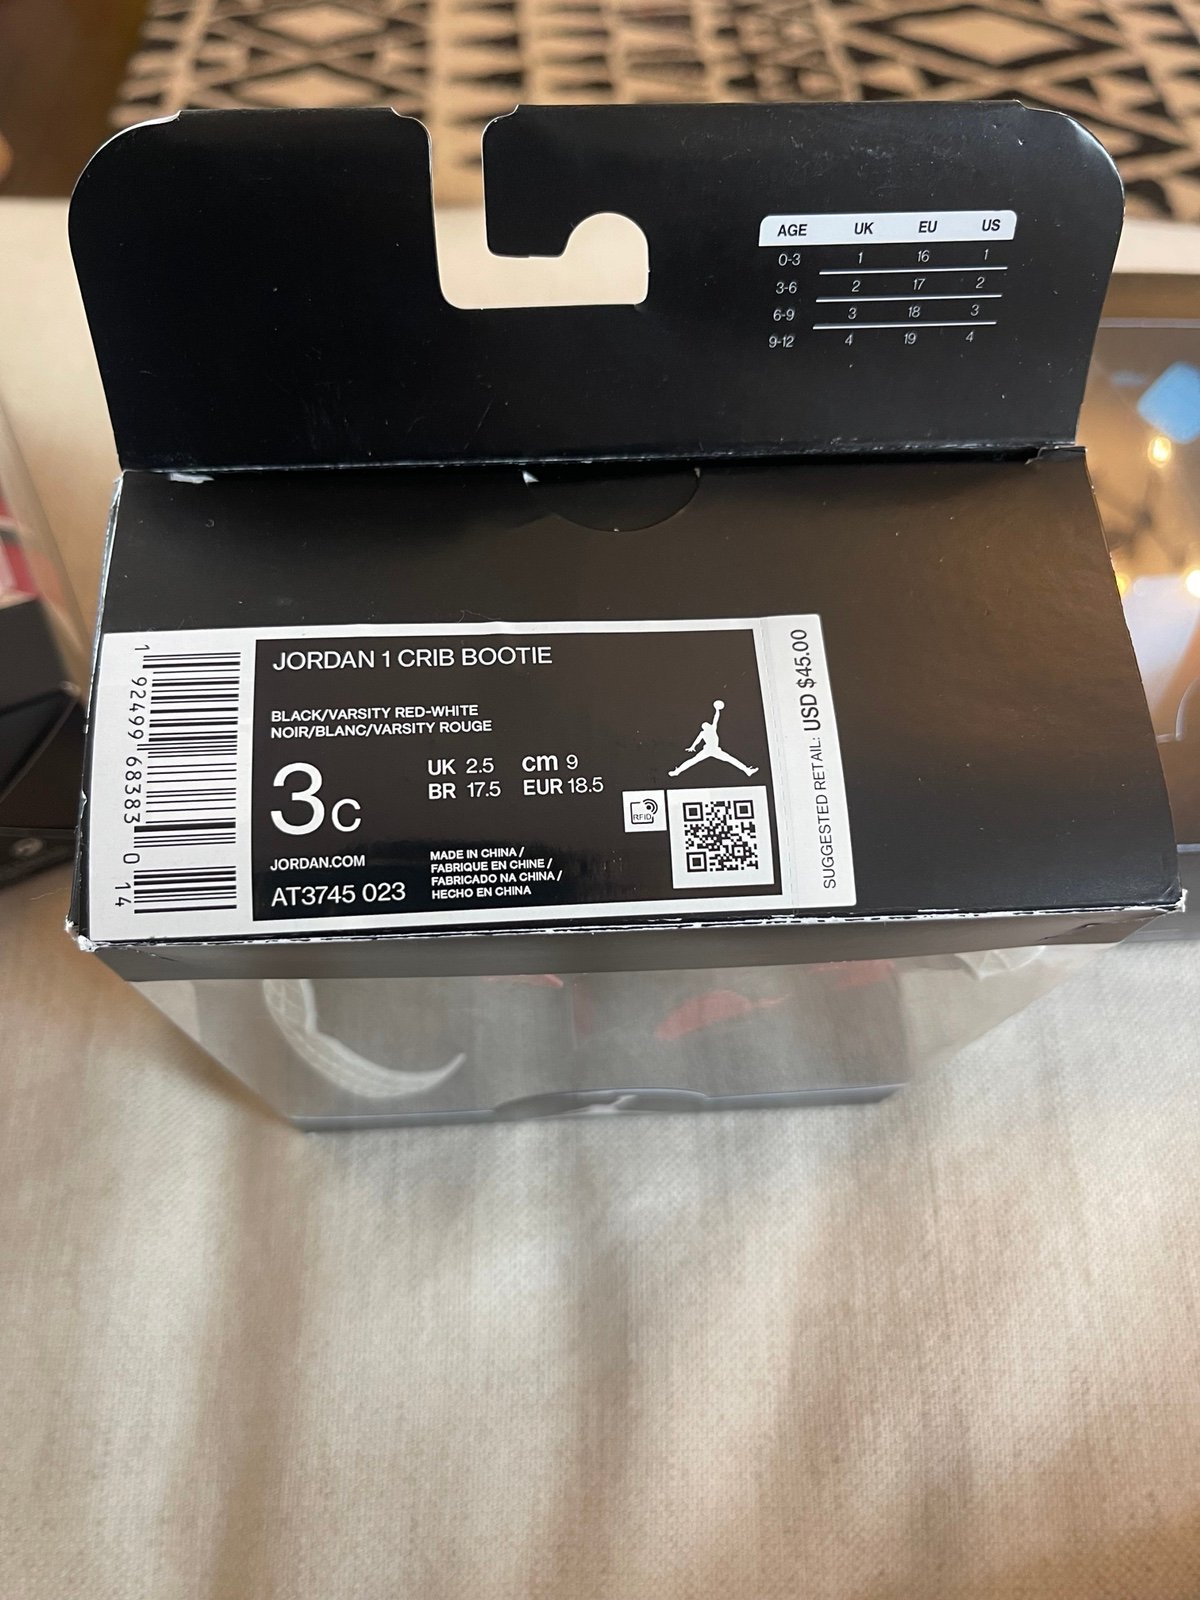 AGE UK EU US
0-3 1 16 1
3-6 2 17 2
6-9 3 18 3
9-12 4 19 4
JORDAN 1 CRIB BOOTIE
BLACK/VARSITY RED-WHITE
NOIR/BLANC/VARSITY ROUGE
3C
UK 2.5 cm 9
BR 17.5 EUR 18.5
RFID
JORDAN.COM
AT3745 023
MADE IN CHINA /
FABRIQUE EN CHINE /
FABRICADO NA CHINA /
HECHO EN CHINA
1 92499 68383 0 14
SUGGESTED RETAIL: USD $45.00